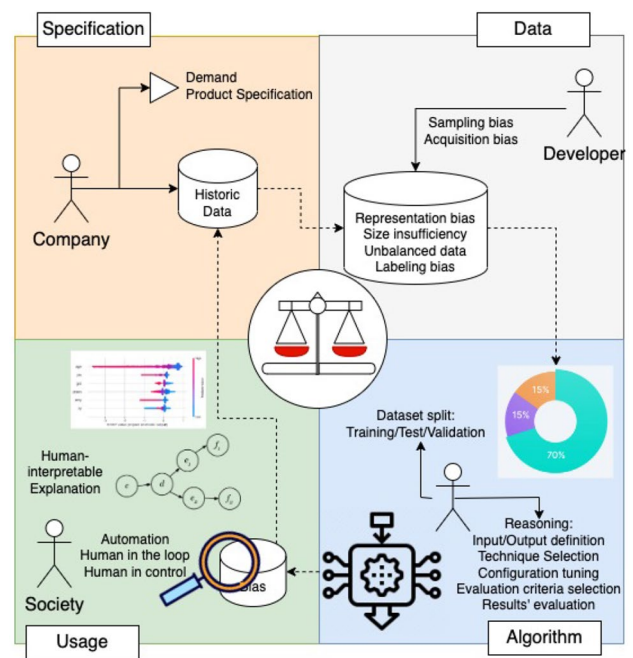 Specification
Data
Demand
Product Specification
Sampling bias
Acquisition bias
Developer
Historic
Data
Company
Representation bias
Size insufficiency
Unbalanced data
Labeling bias
15%
15%
70%
Dataset split:
Training/Test/Validation
Human-
interpretable
Explanation
e
d
Reasoning:
Input/Output definition
Technique Selection
Configuration tuning
Evaluation criteria selection
Results' evaluation
Automation
Human in the loop
Human in control
Bias
Society
Usage
Algorithm